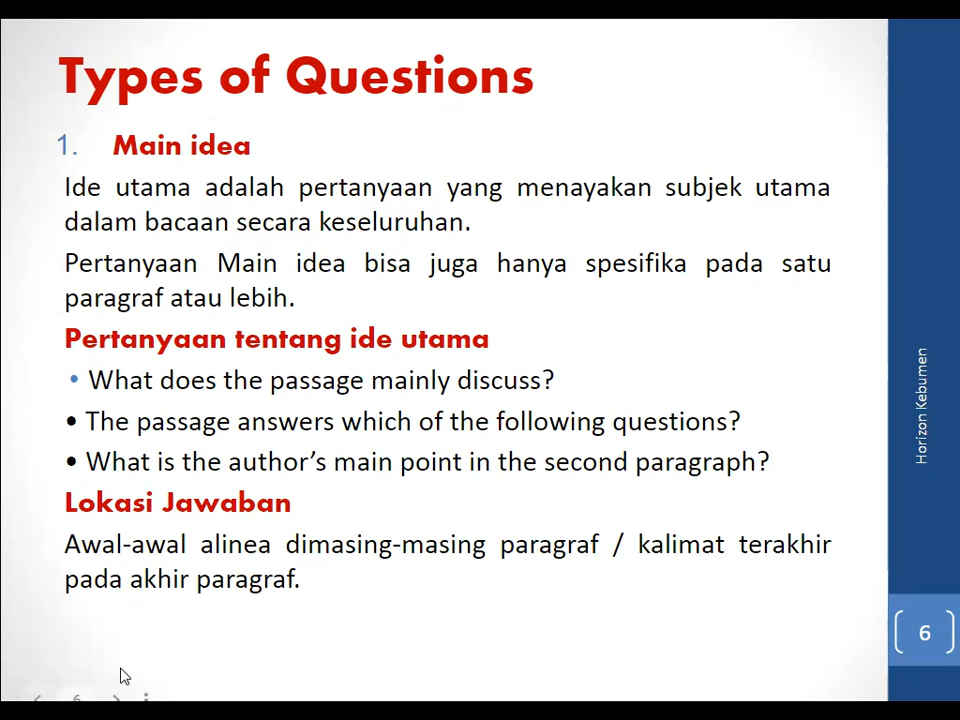 Types of Questions
1. Main idea
Ide utama adalah pertanyaan yang menayakan subjek utama
dalam bacaan secara keseluruhan.
Pertanyaan Main idea bisa juga hanya spesifika pada satu
paragraf atau lebih.
Pertanyaan tentang ide utama
• What does the passage mainly discuss?
• The passage answers which of the following questions?
• What is the author’s main point in the second paragraph?
Lokasi Jawaban
Awal-awal alinea dimasing-masing paragraf / kalimat terakhir
pada akhir paragraf.
Horizon Kebumen
6
6